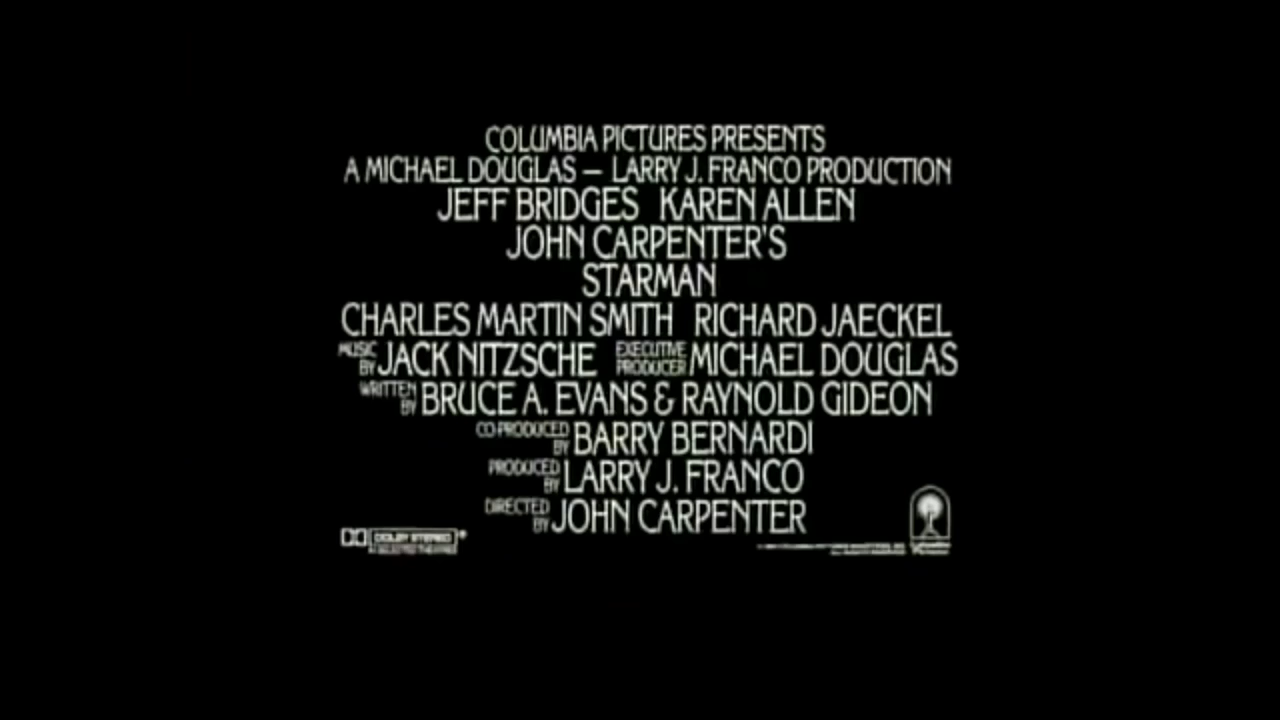 COLUMBIA PICTURES PRESENTS
A MICHAEL DOUGLAS — LARRY J. FRANCO PRODUCTION
JEFF BRIDGES KAREN ALLEN
JOHN CARPENTER'S
STARMAN
CHARLES MARTIN SMITH RICHARD JAECKEL
MUSIC BY JACK NITZSCHE EXECUTIVE PRODUCER MICHAEL DOUGLAS
WRITTEN BY BRUCE A. EVANS & RAYNOLD GIDEON
CO-PRODUCED BY BARRY BERNARDI
PRODUCED BY LARRY J. FRANCO
DIRECTED BY JOHN CARPENTER
DOLBY STEREO